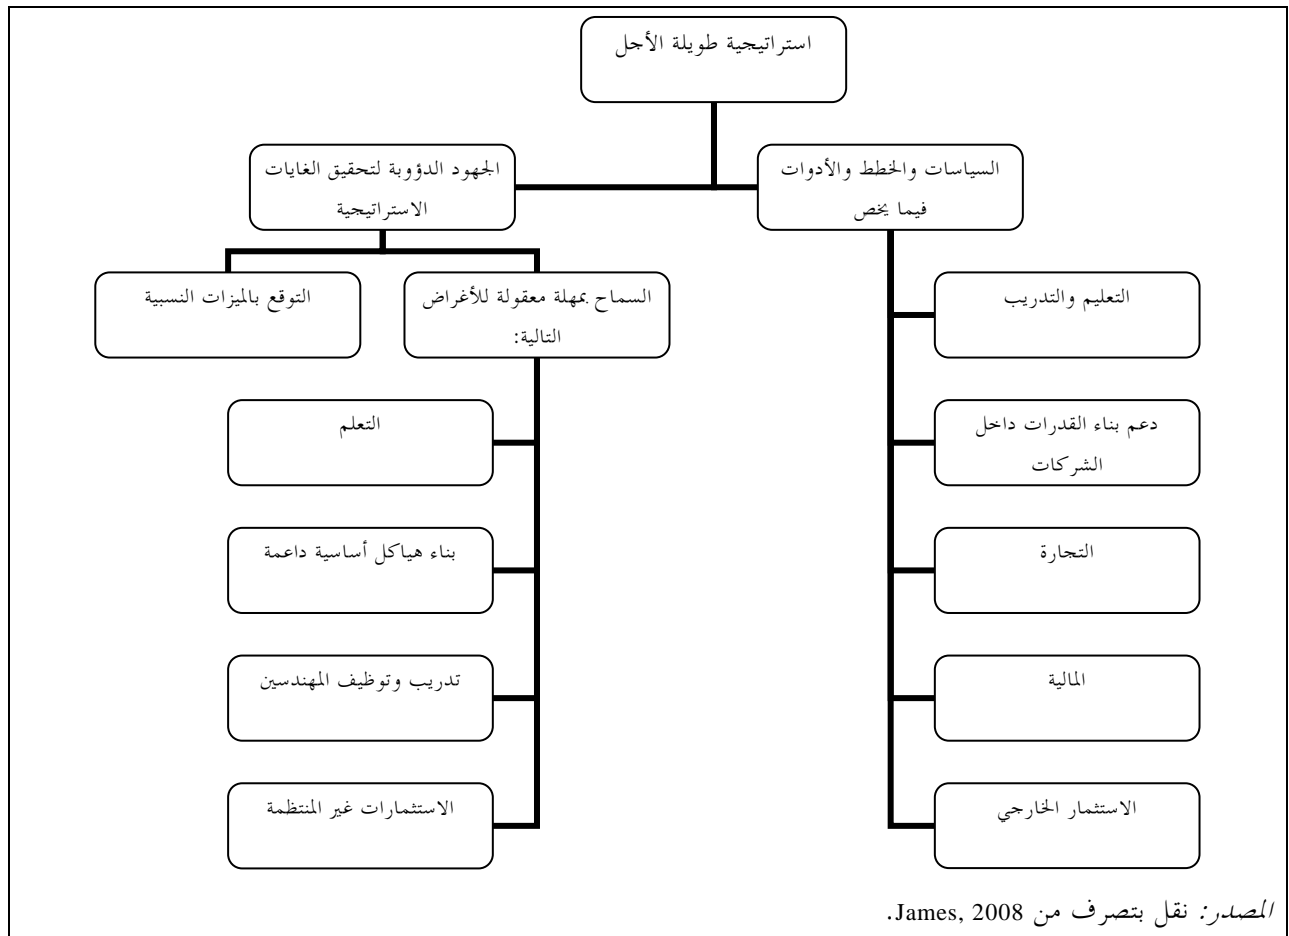 استراتيجية طويلة الأجل
السياسات والخطط والأدوات
فيما يخص
التعليم والتدريب
دعم بناء القدرات داخل
الشركات
التجارة
المالية
الاستثمار الخارجي
الجهود الدؤوبة لتحقيق الغايات
الاستراتيجية
السماح بمهلة معقولة للأغراض
التالية:
التعلم
بناء هياكل أساسية داعمة
تدريب وتوظيف المهندسين
الاستثمارات غير المنتظمة
التوقع بالميزات النسبية
المصدر: نقل بتصرف من James, 2008.